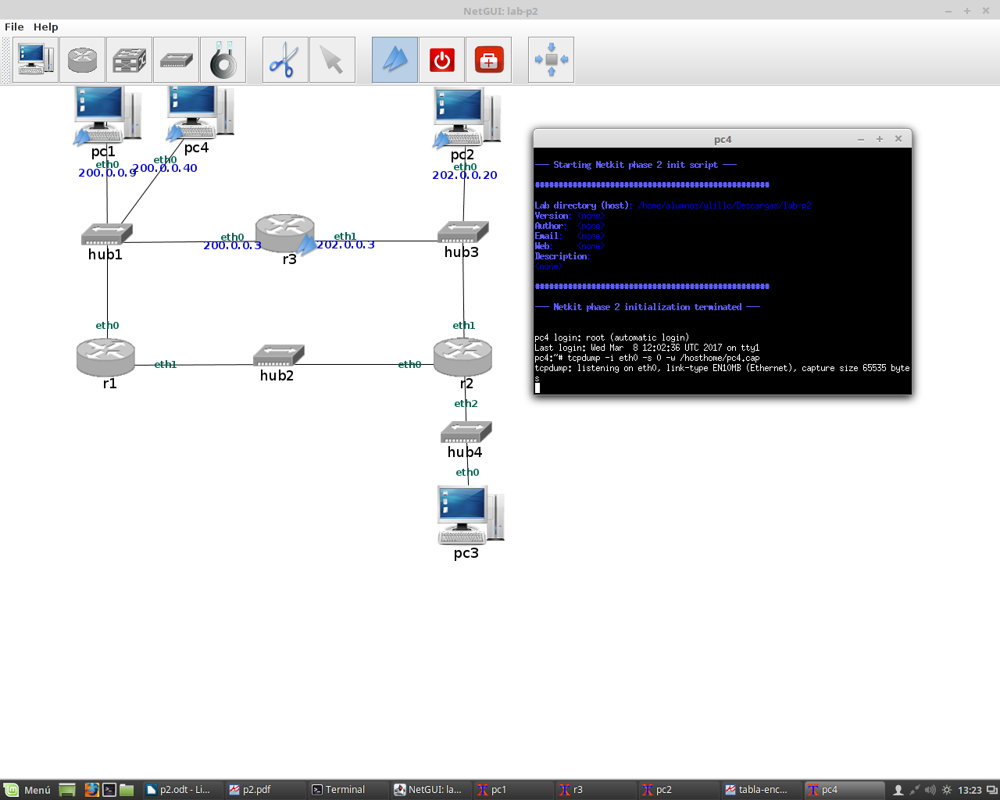 NetGUI: lab-p2
File Help
pc1
pc4
pc2
eth0
200.0.0.9
eth0
200.0.0.40
eth0
202.0.0.20
hub1
eth0
200.0.0.3
r3
eth1
202.0.0.3
hub3
eth0
eth1
r1
eth1
hub2
eth0
r2
eth2
hub4
eth0
pc3
pc4
--- Starting Netkit phase 2 init script ---
##################################################
Lab directory (host): /home/alumnos/ylillo/Descargas/lab-p2
Version: <none>
Author: <none>
Email: <none>
Web: <none>
Description:
<none>
##################################################
--- Netkit phase 2 initialization terminated ---
pc4 login: root (automatic login)
Last login: Wed Mar  8 12:02:36 UTC 2017 on tty1
pc4:~# tcpdump -i eth0 -s 0 -w /hosthome/pc4.cap
tcpdump: listening on eth0, link-type EN10MB (Ethernet), capture size 65535 byte
s
Menú p2.odt - Li... p2.pdf Terminal NetGUI: la... pc1 r3 pc2 tabla-enc... pc4 13:23